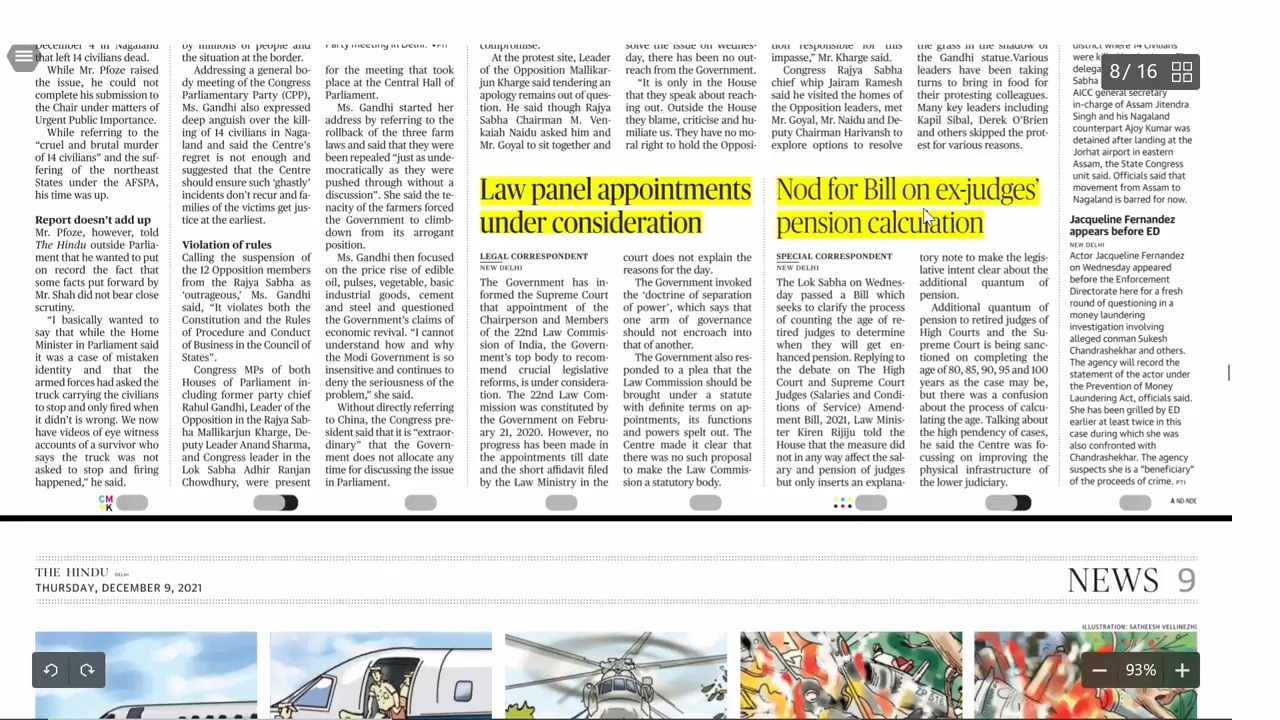 December 4 in Nagaland
that left 14 civilians dead.
While Mr. Pfoze raised
the issue, he could not
complete his submission to
the Chair under matters of
Urgent Public Importance.
While referring to the
“cruel and brutal murder
of 14 civilians” and the suf-
fering of the northeast
States under the AFSPA,
his time was up.
Report doesn’t add up
Mr. Pfoze, however, told
The Hindu outside Parlia-
ment that he wanted to put
on record the fact that
some facts put forward by
Mr. Shah did not bear close
scrutiny.
“I basically wanted to
say that while the Home
Minister in Parliament said
it was a case of mistaken
identity and that the
armed forces had asked the
truck carrying the civilians
to stop and only fired when
it didn’t is wrong. We now
have videos of eye witness
accounts of a survivor who
says the truck was not
asked to stop and firing
happened,” he said.
by millions of people and
the situation at the border.
Addressing a general bo-
dy meeting of the Congress
Parliamentary Party (CPP),
Ms. Gandhi also expressed
deep anguish over the kill-
ing of 14 civilians in Naga-
land and said the Centre’s
regret is not enough and
suggested that the Centre
should ensure such ‘ghastly’
incidents don’t recur and fa-
milies of the victims get jus-
tice at the earliest.
Violation of rules
Calling the suspension of
the 12 Opposition members
from the Rajya Sabha as
‘outrageous,’ Ms. Gandhi
said, “It violates both the
Constitution and the Rules
of Procedure and Conduct
of Business in the Council of
States”.
Congress MPs of both
Houses of Parliament in-
cluding former party chief
Rahul Gandhi, Leader of the
Opposition in the Rajya Sab-
ha Mallikarjun Kharge, De-
puty Leader Anand Sharma,
and Congress leader in the
Lok Sabha Adhir Ranjan
Chowdhury, were present
Party meeting in Delhi. PTI
for the meeting that took
place at the Central Hall of
Parliament.
Ms. Gandhi started her
address by referring to the
rollback of the three farm
laws and said that they were
been repealed “just as unde-
mocratically as they were
pushed through without a
discussion”. She said the te-
nacity of the farmers forced
the Government to climb-
down from its arrogant
position.
Ms. Gandhi then focused
on the price rise of edible
oil, pulses, vegetable, basic
industrial goods, cement
and steel and questioned
the Government’s claims of
economic revival. “I cannot
understand how and why
the Modi Government is so
insensitive and continues to
deny the seriousness of the
problem,” she said.
Without directly referring
to China, the Congress pre-
sident said that it is “extraor-
dinary” that the Govern-
ment does not allocate any
time for discussing the issue
in Parliament.
compromise.
At the protest site, Leader
of the Opposition Mallikar-
jun Kharge said tendering an
apology remains out of ques-
tion. He said though Rajya
Sabha Chairman M. Ven-
kaiah Naidu asked him and
Mr. Goyal to sit together and
solve the issue on Wednes-
day, there has been no out-
reach from the Government.
“It is only in the House
that they speak about reach-
ing out. Outside the House
they blame, criticise and hu-
miliate us. They have no mo-
ral right to hold the Opposi-
tion responsible for this
impasse,” Mr. Kharge said.
Congress Rajya Sabha
chief whip Jairam Ramesh
said he visited the homes of
the Opposition leaders, met
Mr. Goyal, Mr. Naidu and De-
puty Chairman Harivansh to
explore options to resolve
the grass in the shadow of
the Gandhi statue.Various
leaders have been taking
turns to bring in food for
their protesting colleagues.
Many key leaders including
Kapil Sibal, Derek O’Brien
and others skipped the prot-
est for various reasons.
Law panel appointments
under consideration
LEGAL CORRESPONDENT
NEW DELHI
The Government has in-
formed the Supreme Court
that appointment of the
Chairperson and Members
of the 22nd Law Commis-
sion of India, the Govern-
ment’s top body to recom-
mend crucial legislative
reforms, is under considera-
tion. The 22nd Law Com-
mission was constituted by
the Government on Febru-
ary 21, 2020. However, no
progress has been made in
the appointments till date
and the short affidavit filed
by the Law Ministry in the
court does not explain the
reasons for the day.
The Government invoked
the ‘doctrine of separation
of power’, which says that
one arm of governance
should not encroach into
that of another.
The Government also res-
ponded to a plea that the
Law Commission should be
brought under a statute
with definite terms on ap-
pointments, its functions
and powers spelt out. The
Centre made it clear that
there was no such proposal
to make the Law Commis-
sion a statutory body.
Nod for Bill on ex-judges’
pension calculation
SPECIAL CORRESPONDENT
NEW DELHI
The Lok Sabha on Wednes-
day passed a Bill which
seeks to clarify the process
of counting the age of re-
tired judges to determine
when they will get en-
hanced pension. Replying to
the debate on The High
Court and Supreme Court
Judges (Salaries and Condi-
tions of Service) Amend-
ment Bill, 2021, Law Minis-
ter Kiren Rijiju told the
House that the measure did
not in any way affect the sal-
ary and pension of judges
but only inserts an explana-
tory note to make the legis-
lative intent clear about the
additional quantum of
pension.
Additional quantum of
pension to retired judges of
High Courts and the Su-
preme Court is being sanc-
tioned on completing the
age of 80, 85, 90, 95 and 100
years as the case may be,
but there was a confusion
about the process of calcu-
lating the age. Talking about
the high pendency of cases,
he said the Centre was fo-
cussing on improving the
physical infrastructure of
the lower judiciary.
district where 14 civilians
were k
delega
Sabha
AICC general secretary
in-charge of Assam Jitendra
Singh and his Nagaland
counterpart Ajoy Kumar was
detained after landing at the
Jorhat airport in eastern
Assam, the State Congress
unit said. Officials said that
movement from Assam to
Nagaland is barred for now.
Jacqueline Fernandez
appears before ED
NEW DELHI
Actor Jacqueline Fernandez
on Wednesday appeared
before the Enforcement
Directorate here for a fresh
round of questioning in a
money laundering
investigation involving
alleged conman Sukesh
Chandrashekhar and others.
The agency will record the
statement of the actor under
the Prevention of Money
Laundering Act, officials said.
She has been grilled by ED
earlier at least twice in this
case during which she was
also confronted with
Chandrashekhar. The agency
suspects she is a “beneficiary”
of the proceeds of crime. PTI
8 / 16
CM
YK
A ND-NDE
THE HINDU DELHI
THURSDAY, DECEMBER 9, 2021
NEWS 9
ILLUSTRATION: SATHEESH VELLINEZHI
93%